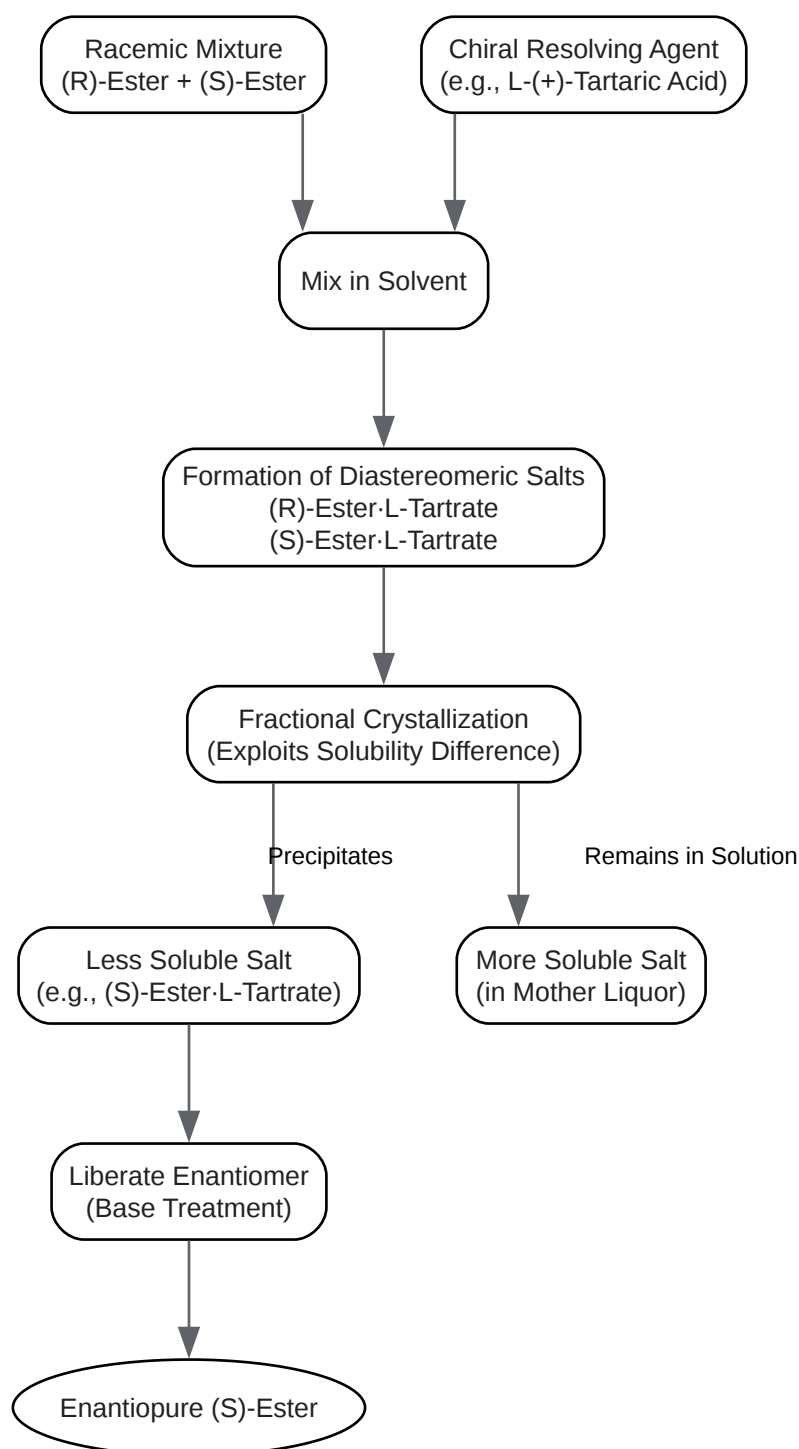 Racemic Mixture
(R)-Ester + (S)-Ester
Chiral Resolving Agent
(e.g., L-(+)-Tartaric Acid)
Mix in Solvent
Formation of Diastereomeric Salts
(R)-Ester·L-Tartrate
(S)-Ester·L-Tartrate
Fractional Crystallization
(Exploits Solubility Difference)
Precipitates
Remains in Solution
Less Soluble Salt
(e.g., (S)-Ester·L-Tartrate)
More Soluble Salt
(in Mother Liquor)
Liberate Enantiomer
(Base Treatment)
Enantiopure (S)-Ester